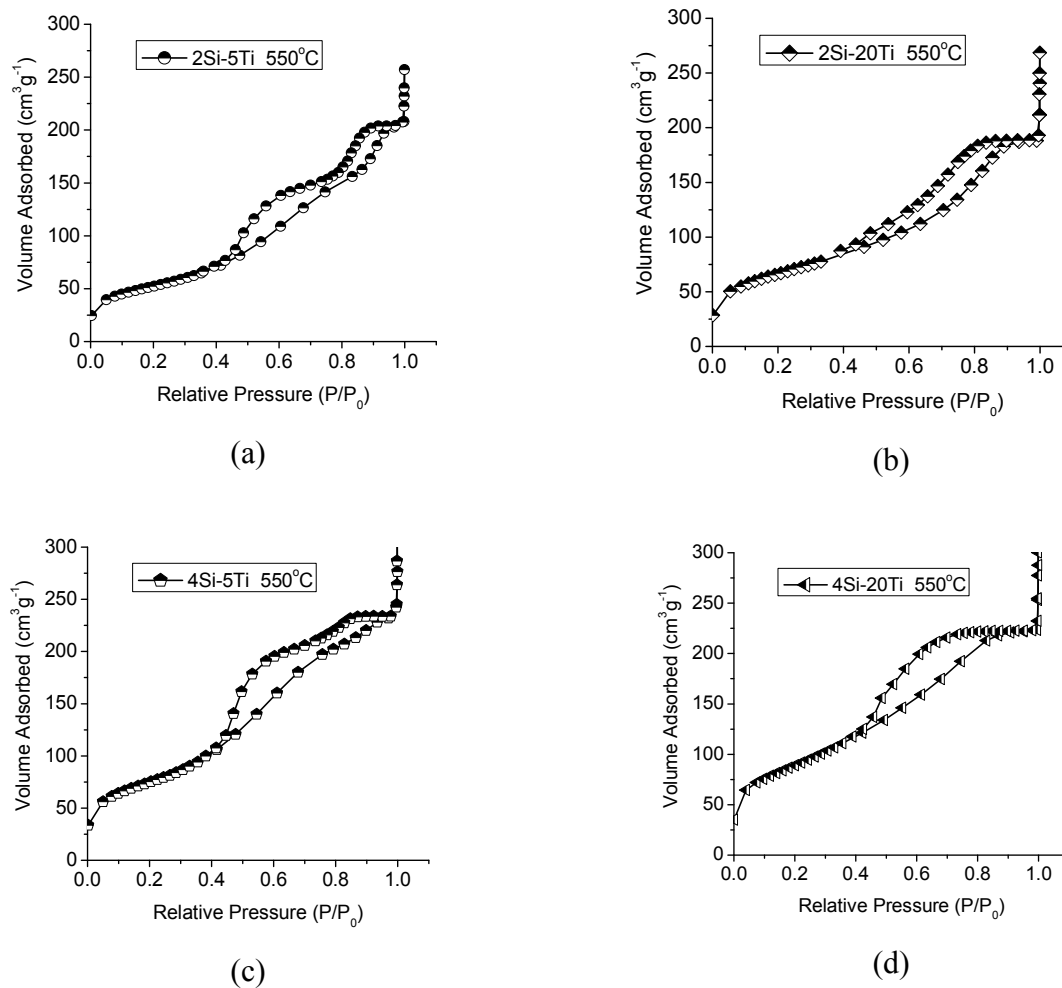 300
250
200
150
100
50
0
Volume Adsorbed (cm³g⁻¹)
2Si-5Ti 550°C
0.0 0.2 0.4 0.6 0.8 1.0
Relative Pressure (P/P₀)
(a)
300
250
200
150
100
50
0
Volume Adsorbed (cm³g⁻¹)
2Si-20Ti 550°C
0.0 0.2 0.4 0.6 0.8 1.0
Relative Pressure (P/P₀)
(b)
300
250
200
150
100
50
0
Volume Adsorbed (cm³g⁻¹)
4Si-5Ti 550°C
0.0 0.2 0.4 0.6 0.8 1.0
Relative Pressure (P/P₀)
(c)
300
250
200
150
100
50
0
Volume Adsorbed (cm³g⁻¹)
4Si-20Ti 550°C
0.0 0.2 0.4 0.6 0.8 1.0
Relative Pressure (P/P₀)
(d)